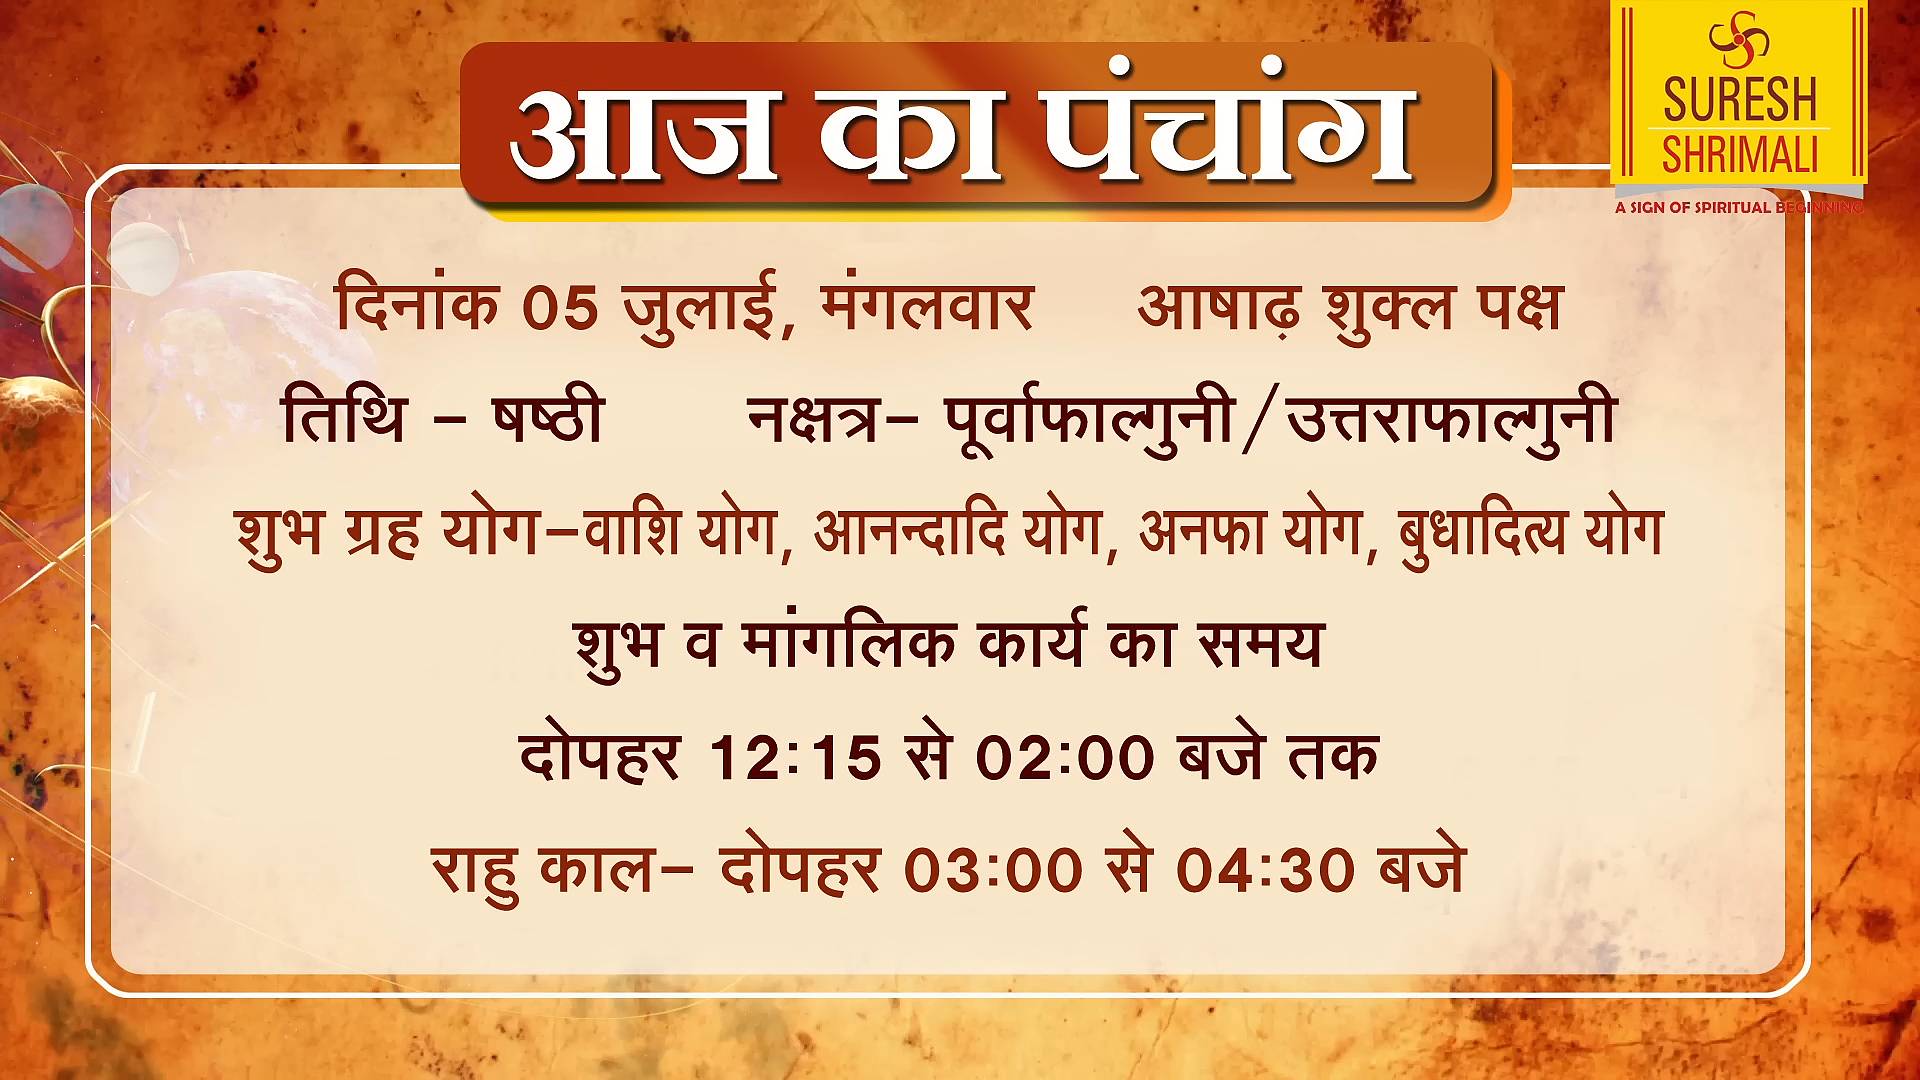 आज का पंचांग
SURESH
SHRIMALI
A SIGN OF SPIRITUAL BEGINNING
दिनांक 05 जुलाई, मंगलवार आषाढ़ शुक्ल पक्ष
तिथि - षष्ठी नक्षत्र- पूर्वाफाल्गुनी/उत्तराफाल्गुनी
शुभ ग्रह योग-वाशि योग, आनन्दादि योग, अनफा योग, बुधादित्य योग
शुभ व मांगलिक कार्य का समय
दोपहर 12:15 से 02:00 बजे तक
राहु काल- दोपहर 03:00 से 04:30 बजे